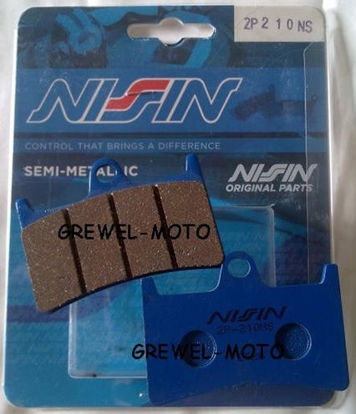 2P210NS
NISSIN
CONTROL THAT BRINGS A DIFFERENCE
SEMI-METALLIC
NISSIN
ORIGINAL PARTS
GREWEL-MOTO
NISSIN
2P-210NS
GREWEL-MOTO